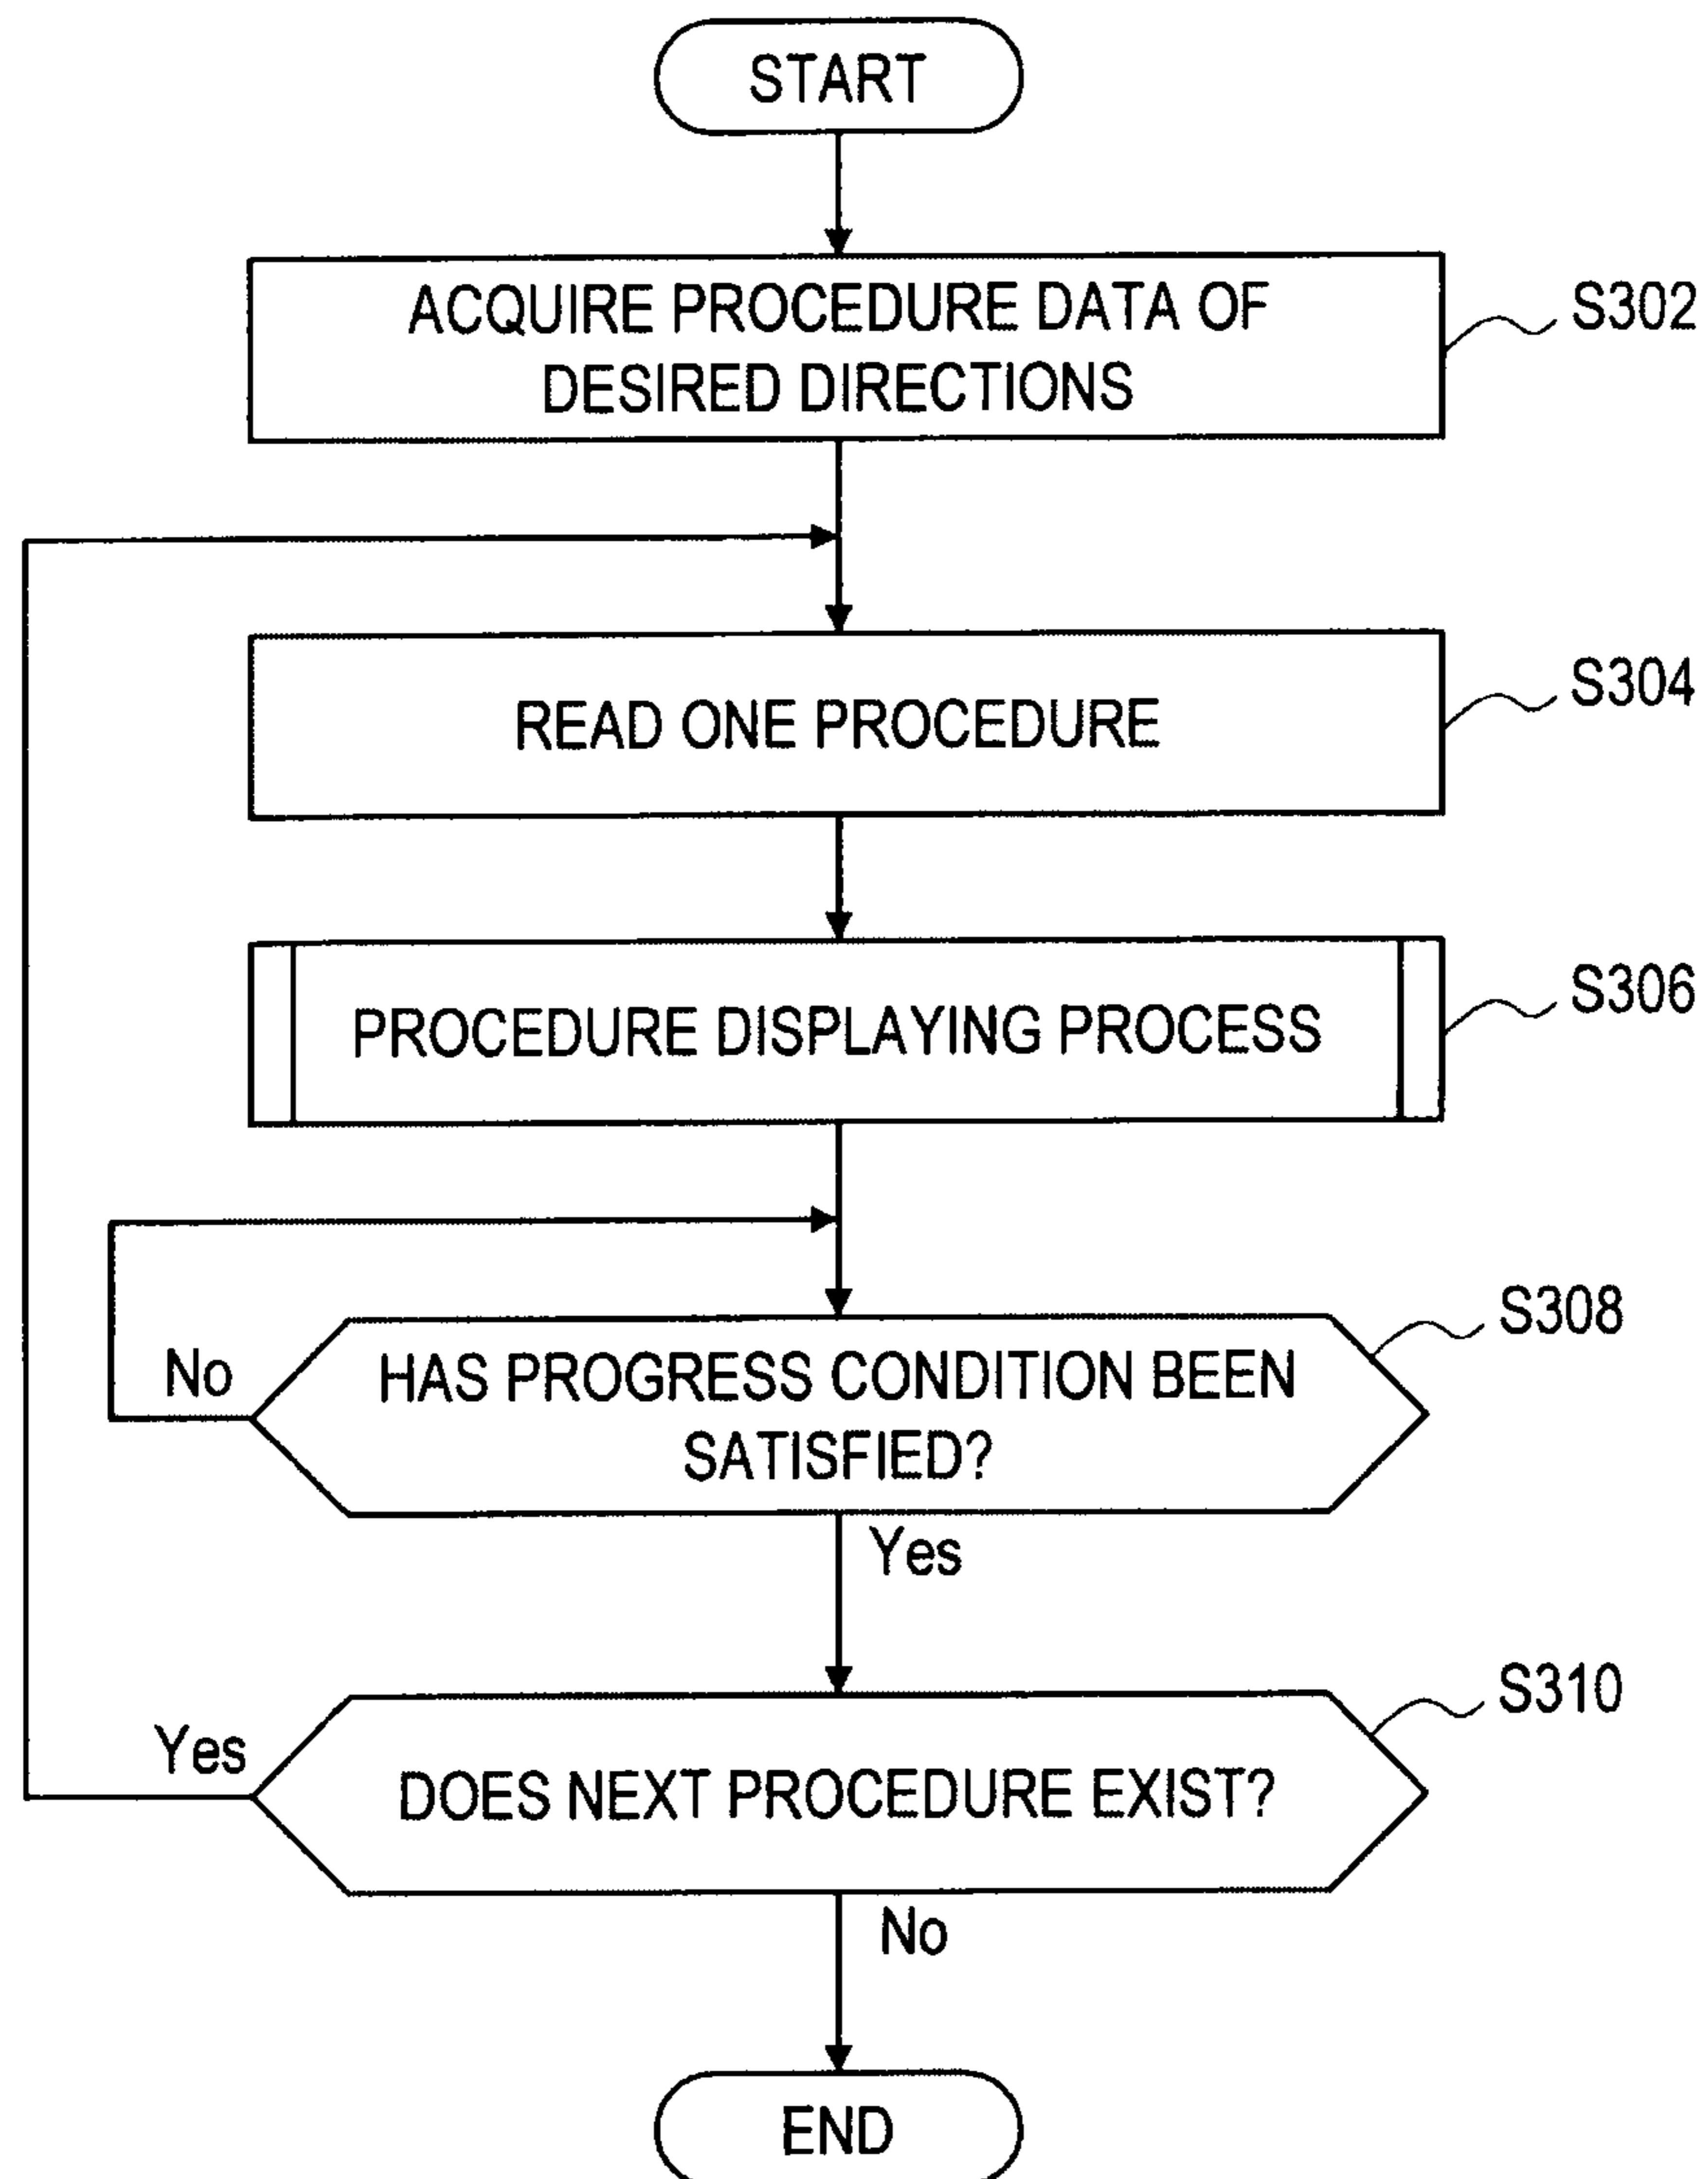 START
ACQUIRE PROCEDURE DATA OF
DESIRED DIRECTIONS
S302
READ ONE PROCEDURE
S304
PROCEDURE DISPLAYING PROCESS
S306
HAS PROGRESS CONDITION BEEN
SATISFIED?
S308
No
Yes
DOES NEXT PROCEDURE EXIST?
S310
Yes
No
END